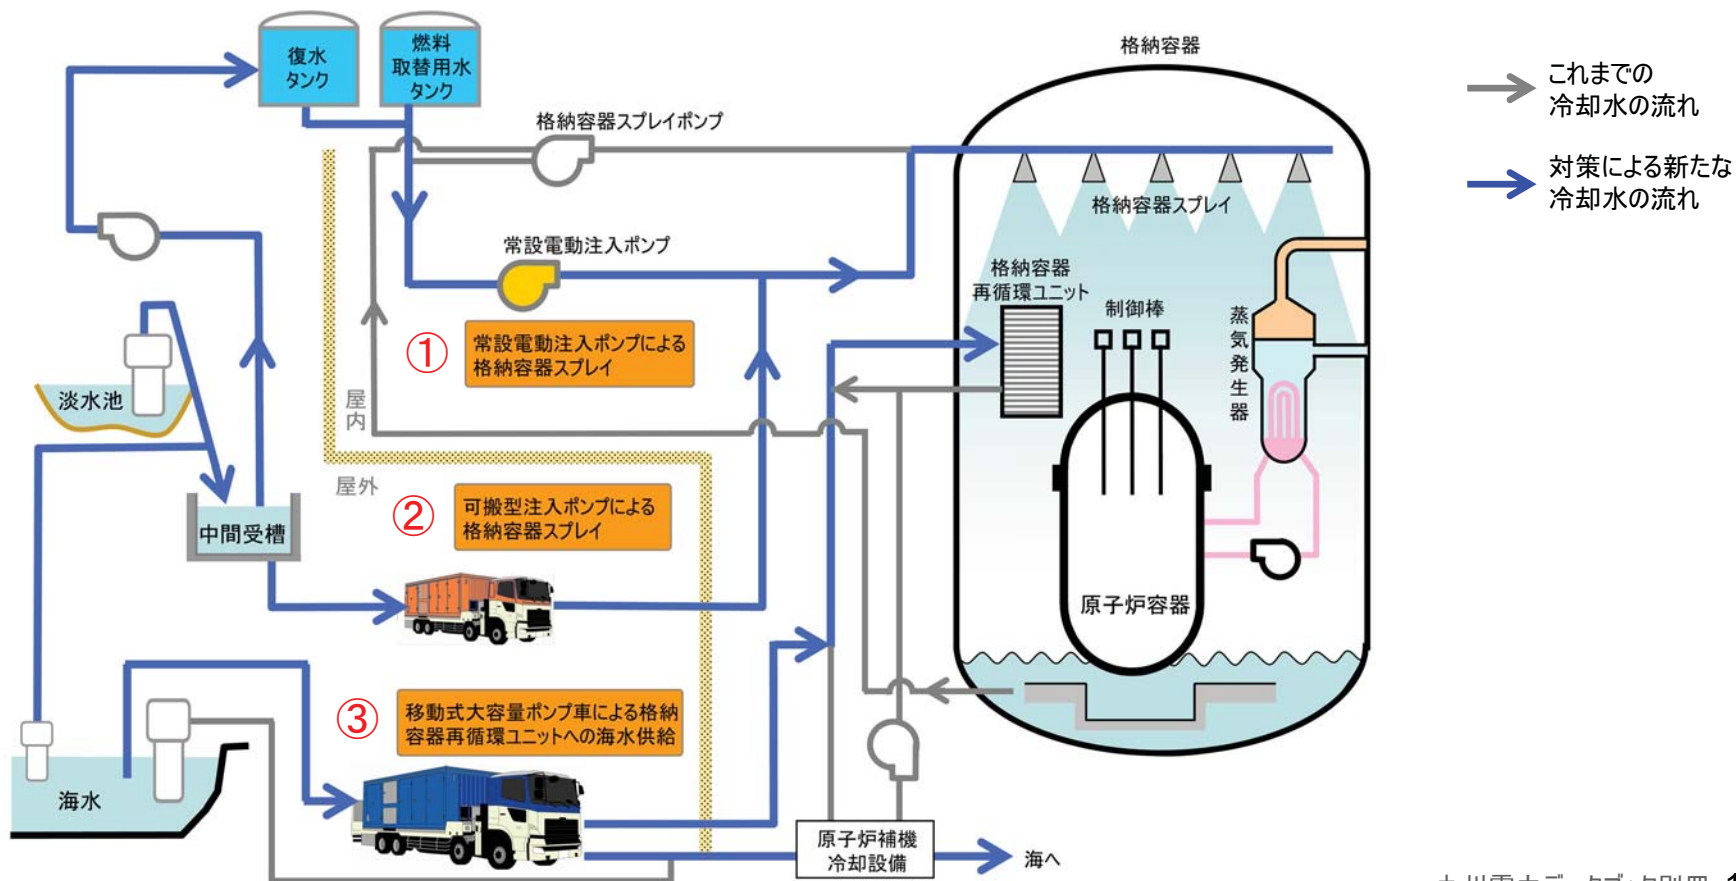 復水
タンク
燃料
取替用水
タンク
格納容器
これまでの
冷却水の流れ
対策による新たな
冷却水の流れ
格納容器スプレイポンプ
格納容器スプレイ
常設電動注入ポンプ
格納容器
再循環ユニット
制御棒
蒸気発生器
① 常設電動注入ポンプによる
格納容器スプレイ
淡水池
屋内
屋外
② 可搬型注入ポンプによる
格納容器スプレイ
中間受槽
原子炉容器
③ 移動式大容量ポンプ車による格納
容器再循環ユニットへの海水供給
海水
原子炉補機
冷却設備
海へ